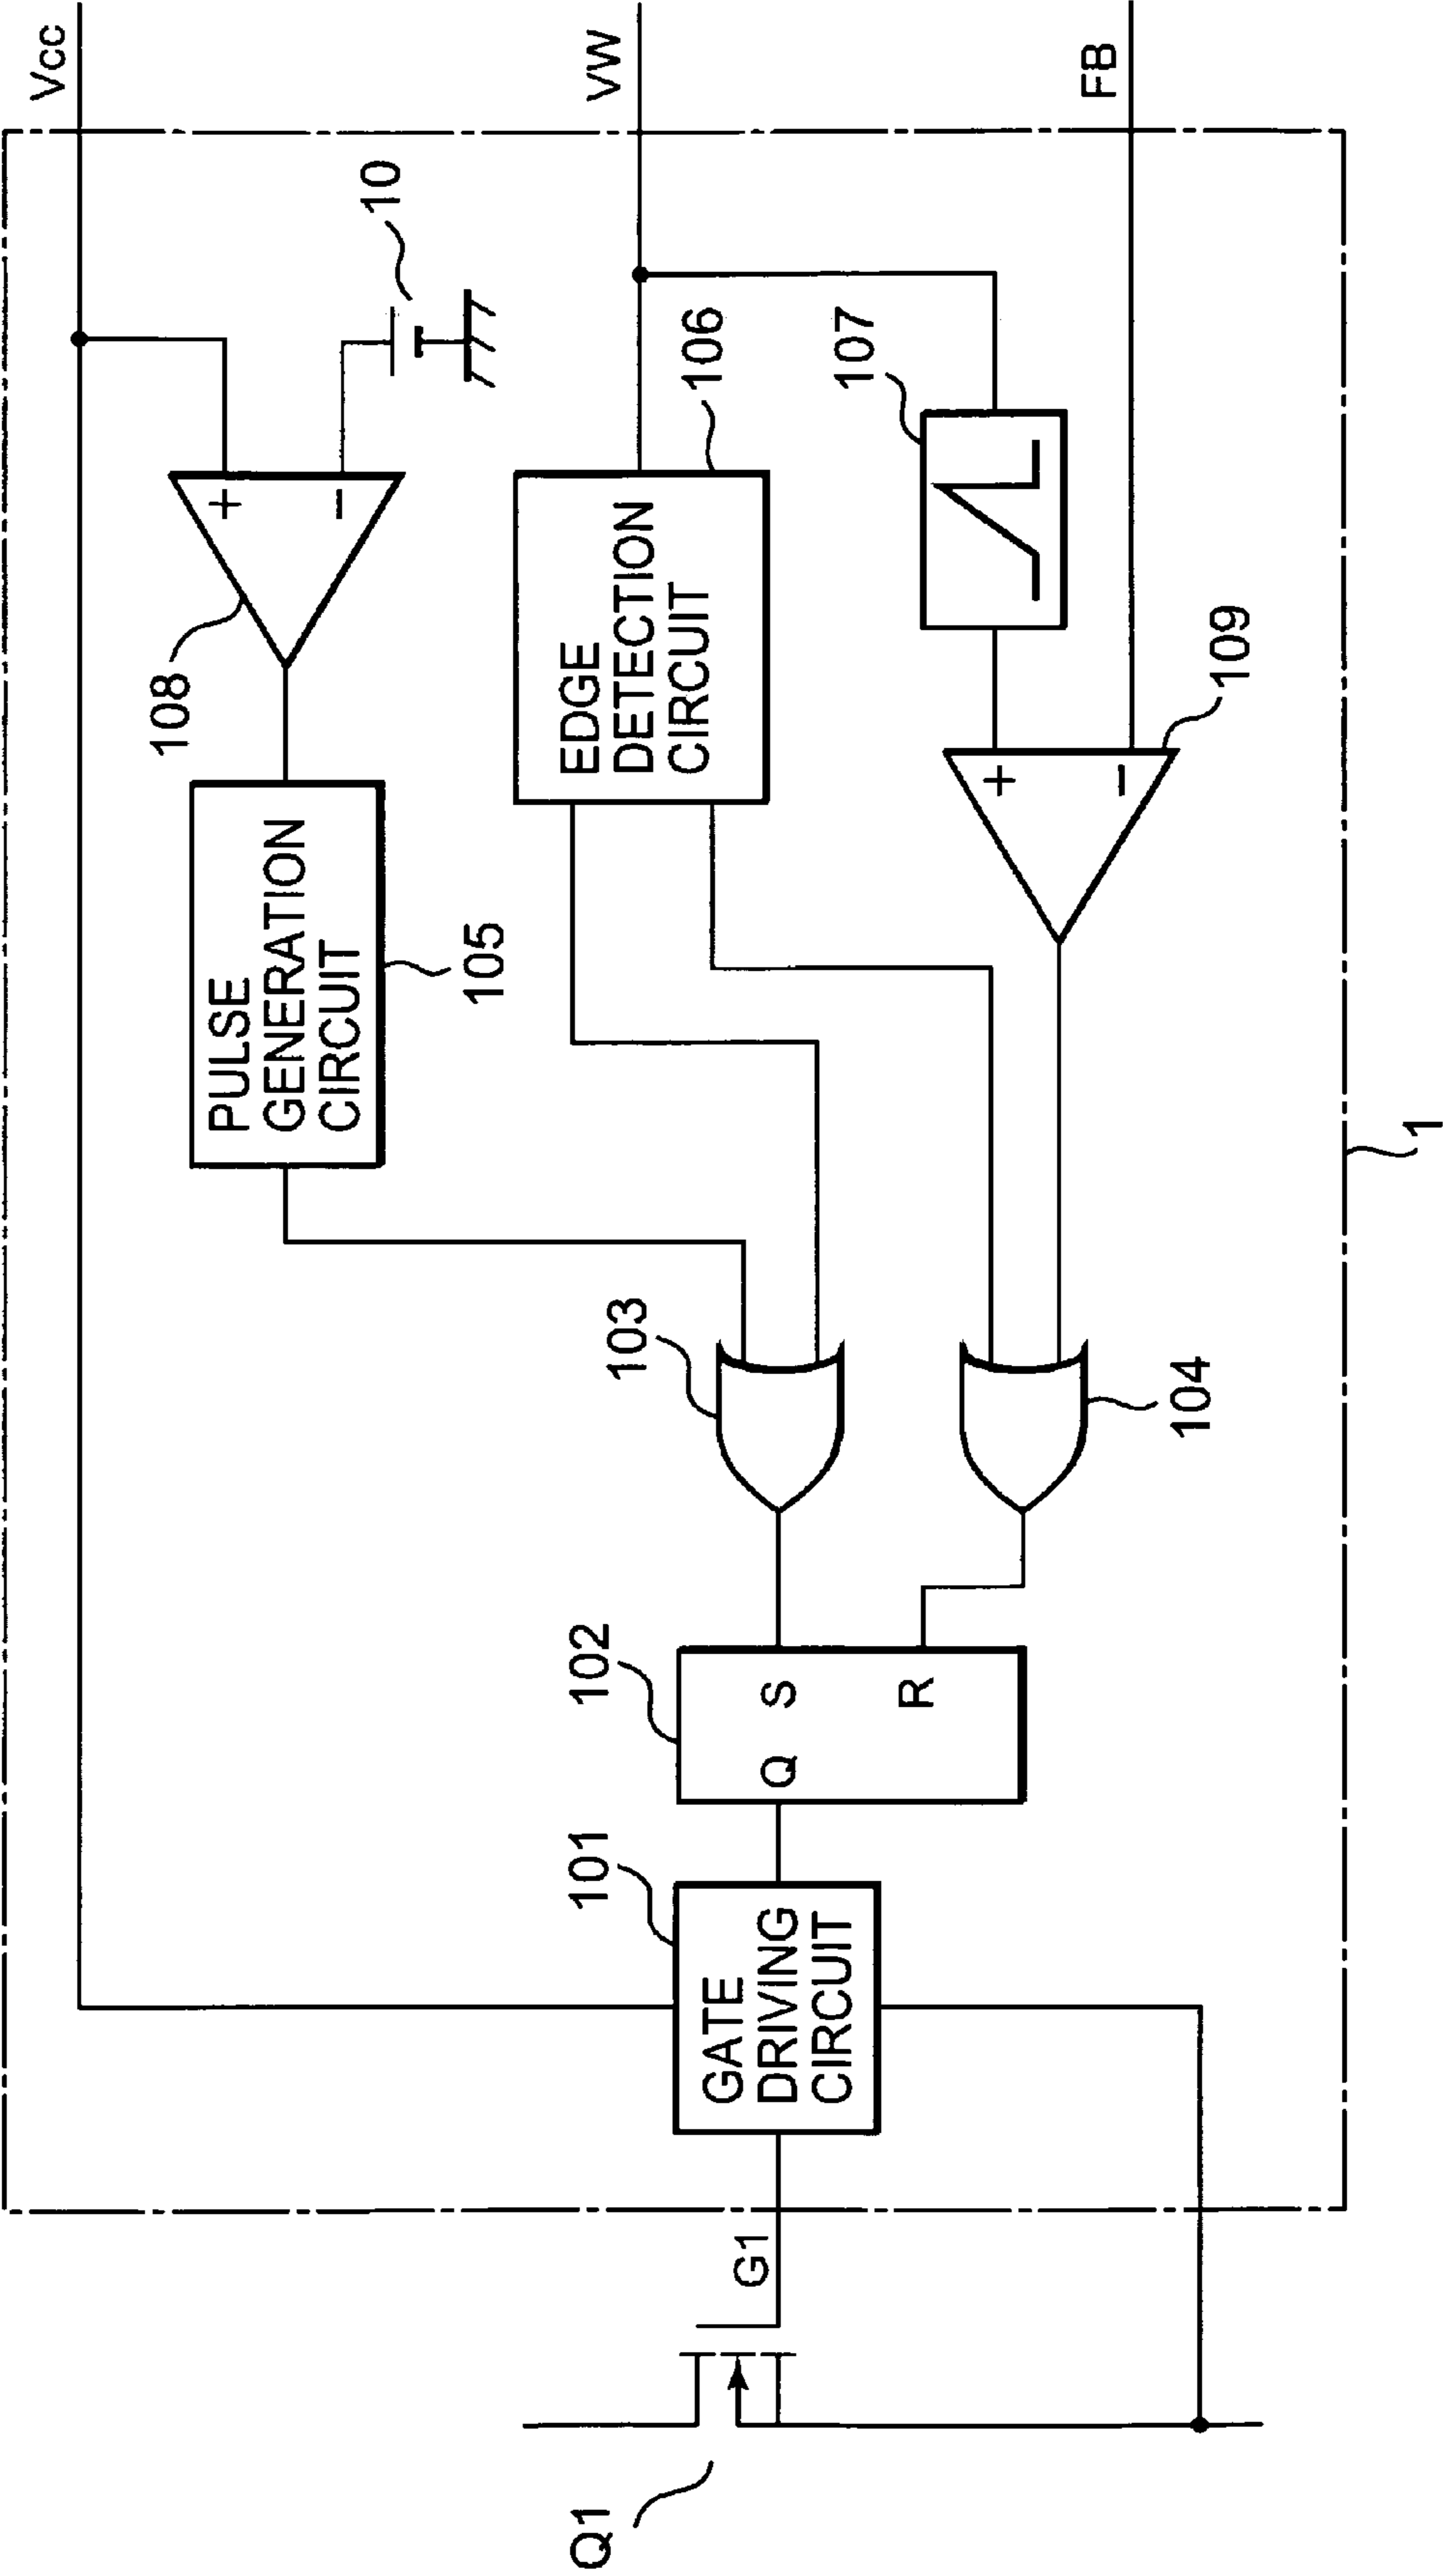 Vcc
VW
FB
10
108
106
107
109
+
−
EDGE
DETECTION
CIRCUIT
+
−
PULSE
GENERATION
CIRCUIT
105
103
104
1
102
S
R
Q
101
GATE
DRIVING
CIRCUIT
G1
Q1